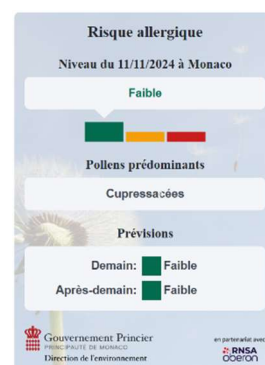 Risque allergique
Niveau du 11/11/2024 à Monaco
Faible
Pollens prédominants
Cupressacées
Prévisions
Demain: Faible
Après-demain: Faible
Gouvernement Princier
PRINCIPAUTÉ DE MONACO
Direction de l'environnement
en partenariat avec
RNSA
oberon